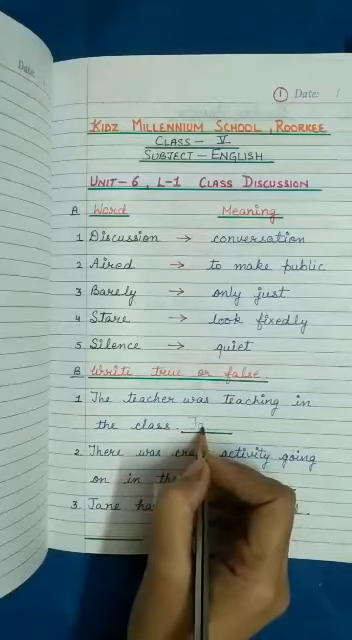 Date:
① Date:
KIDZ MILLENNIUM SCHOOL, ROORKEE
CLASS - V
SUBJECT - ENGLISH
UNIT-6, L-1 CLASS DISCUSSION
A Word Meaning
1 Discussion → conversation
2 Aired → to make public
3 Barely → only just
4 Stare → look fixedly
5 Silence → quiet
B Write true or false.
1 The teacher was teaching in
the class.
2. There was craft activity going
on in the
3. Jane